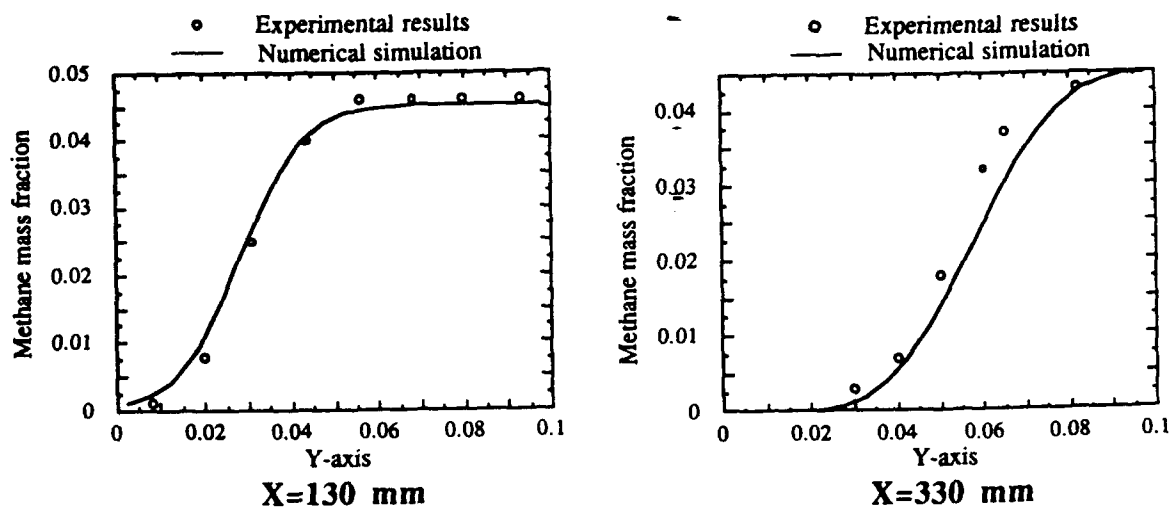 Experimental results
Numerical simulation
0.05
0.04
0.03
0.02
0.01
0
Methane mass fraction
0 0.02 0.04 0.06 0.08 0.1
Y-axis
X=130 mm
Experimental results
Numerical simulation
0.04
0.03
0.02
0.01
0
Methane mass fraction
0 0.02 0.04 0.06 0.08 0.1
Y-axis
X=330 mm